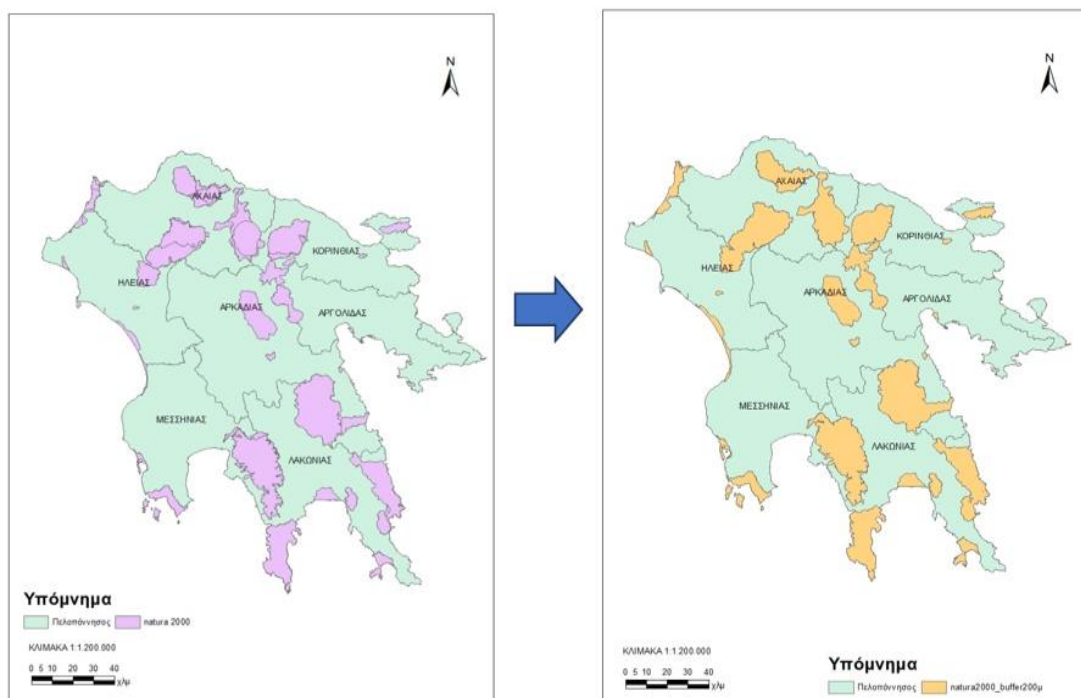 N
ΑΧΑΙΑΣ
ΚΟΡΙΝΘΙΑΣ
ΗΛΕΙΑΣ
ΑΡΚΑΔΙΑΣ
ΑΡΓΟΛΙΔΑΣ
ΜΕΣΣΗΝΙΑΣ
ΛΑΚΩΝΙΑΣ
Υπόμνημα
Πελοπόννησος natura 2000
ΚΛΙΜΑΚΑ 1:1.200.000
0 5 10 20 30 40
χλμ
N
ΑΧΑΙΑΣ
ΚΟΡΙΝΘΙΑΣ
ΗΛΕΙΑΣ
ΑΡΚΑΔΙΑΣ
ΑΡΓΟΛΙΔΑΣ
ΜΕΣΣΗΝΙΑΣ
ΛΑΚΩΝΙΑΣ
ΚΛΙΜΑΚΑ 1:1.200.000
0 5 10 20 30 40
χλμ
Υπόμνημα
Πελοπόννησος natura2000_buffer200μ